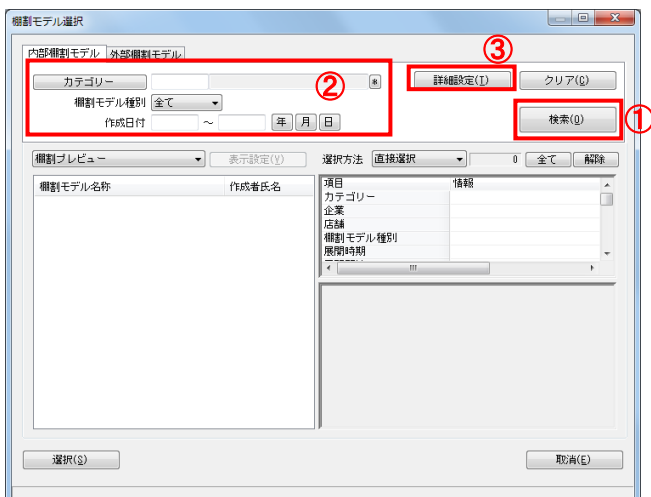 棚割モデル選択
内部棚割モデル 外部棚割モデル
③
カテゴリー * ② 詳細設定(T) クリア(C)
棚割モデル種別 全て
検索(Q) ①
作成日付 ～ 年 月 日
棚割プレビュー 表示設定(V) 選択方法 直接選択 0 全て 解除
棚割モデル名称 作成者氏名 項目 情報
カテゴリー
企業
店舗
棚割モデル種別
展開時期
選択(S) 取消(E)